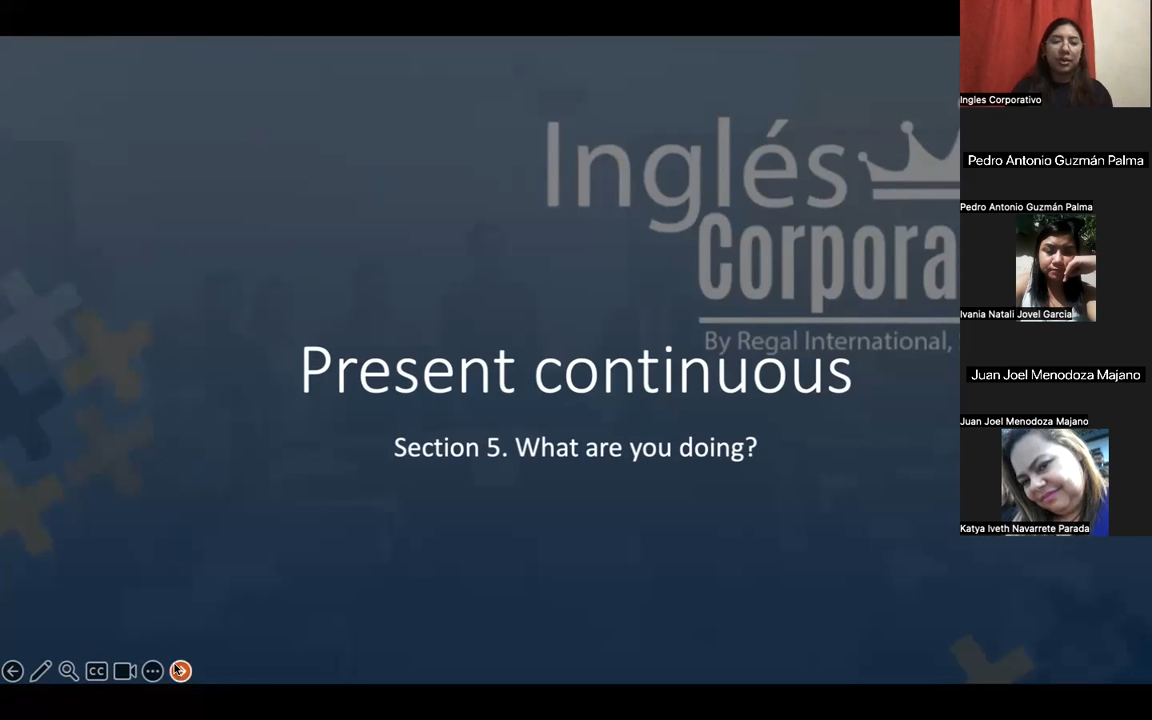 Inglés
Corpora
By Regal International,
Present continuous
Section 5. What are you doing?
CC
Ingles Corporativo
Pedro Antonio Guzmán Palma
Pedro Antonio Guzmán Palma
Ivania Natali Jovel Garcia
Juan Joel Menodoza Majano
Juan Joel Menodoza Majano
Katya Iveth Navarrete Parada